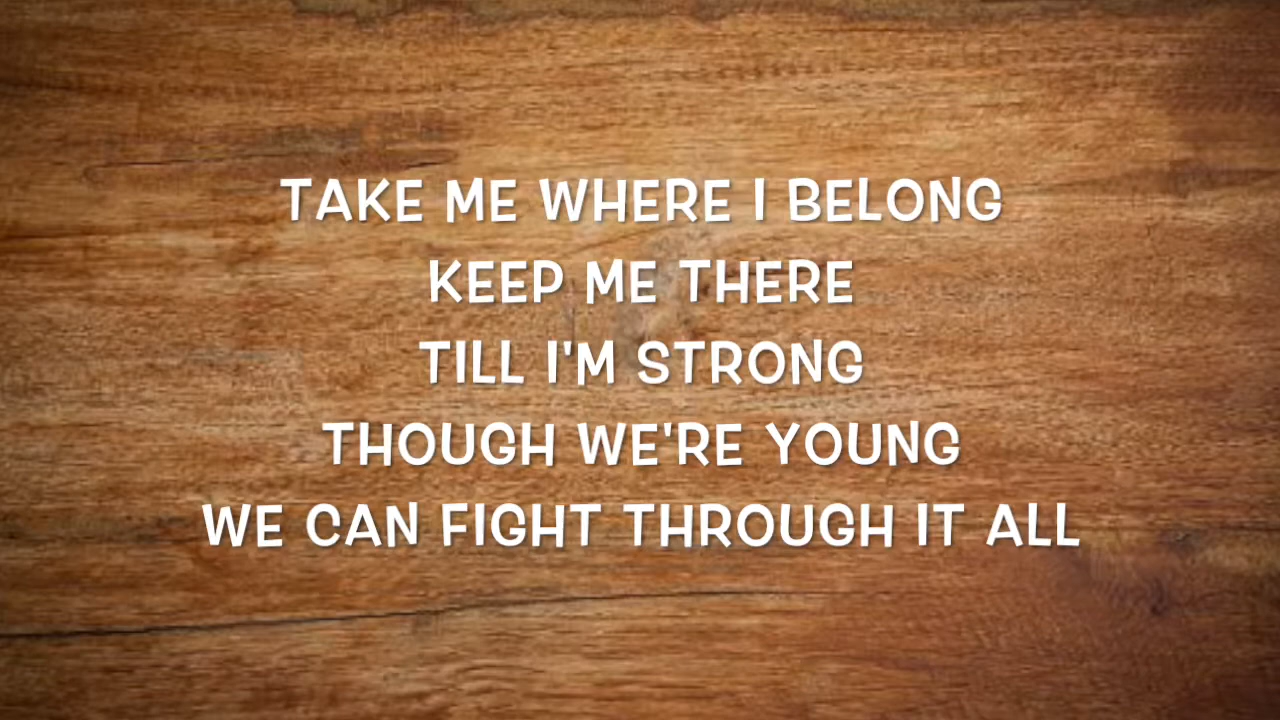 TAKE ME WHERE I BELONG
KEEP ME THERE
TILL I'M STRONG
THOUGH WE'RE YOUNG
WE CAN FIGHT THROUGH IT ALL